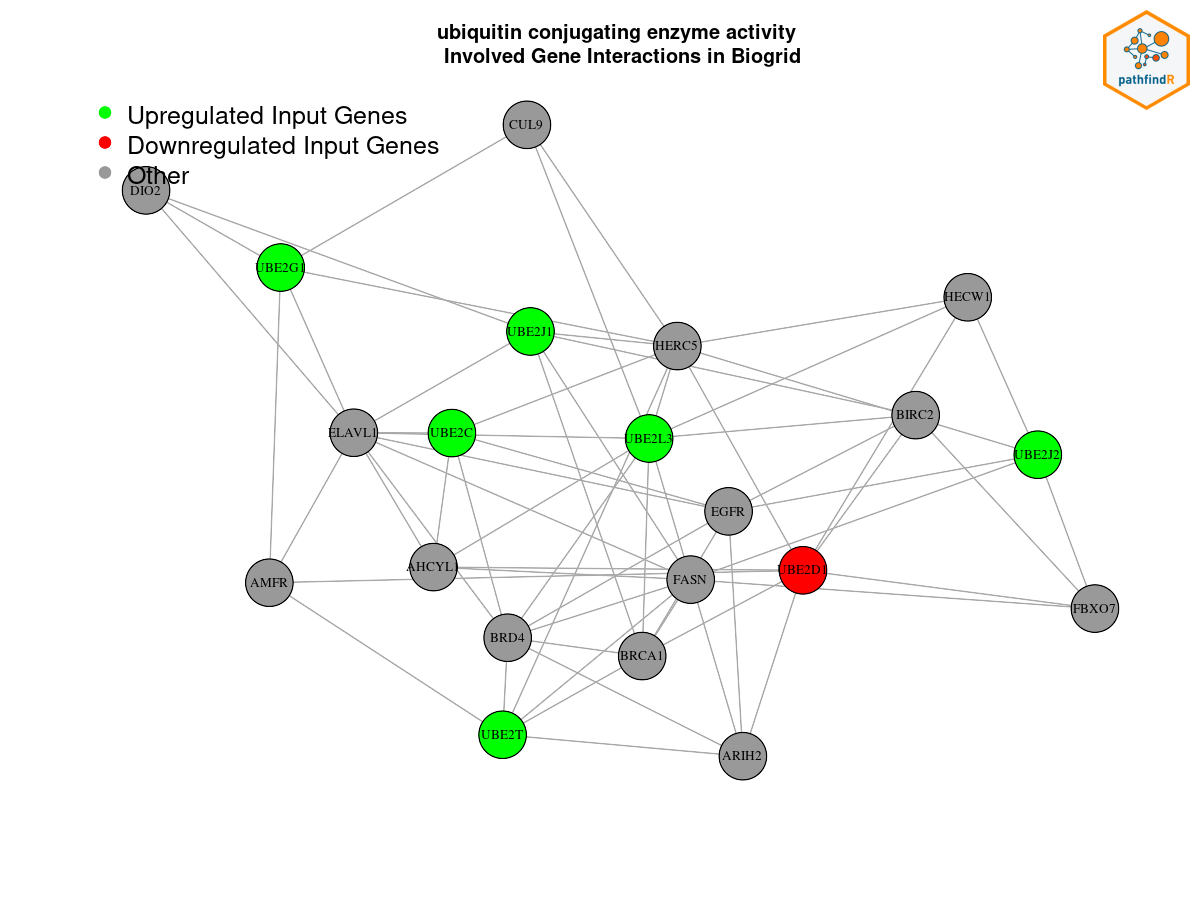 ubiquitin conjugating enzyme activity
Involved Gene Interactions in Biogrid
pathfindR
Upregulated Input Genes
Downregulated Input Genes
Other
CUL9
DIO2
UBE2G1
HECW1
UBE2J1
HERC5
BIRC2
ELAVL1
UBE2C
UBE2L3
UBE2J2
EGFR
AHCYL1
UBE2D1
AMFR
FASN
FBXO7
BRD4
BRCA1
UBE2T
ARIH2